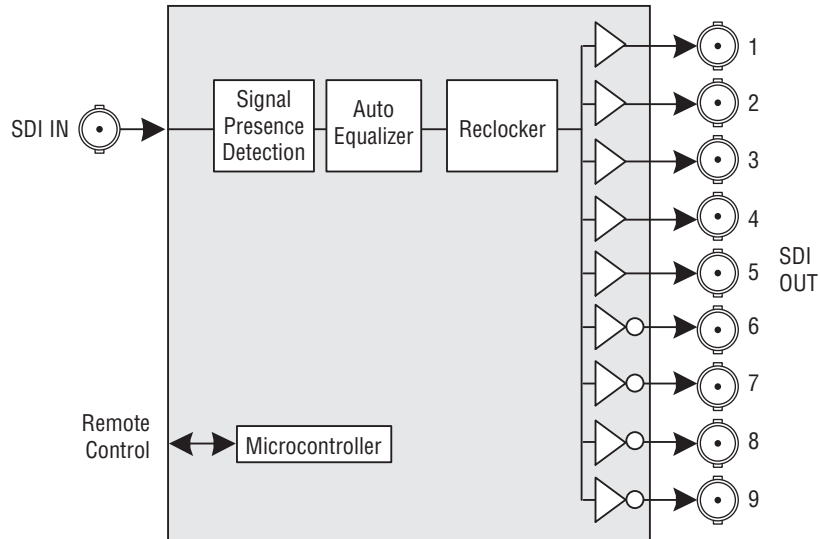 SDI IN
Signal
Presence
Detection
Auto
Equalizer
Reclocker
1
2
3
4
5
6
7
8
9
SDI
OUT
Remote
Control
Microcontroller